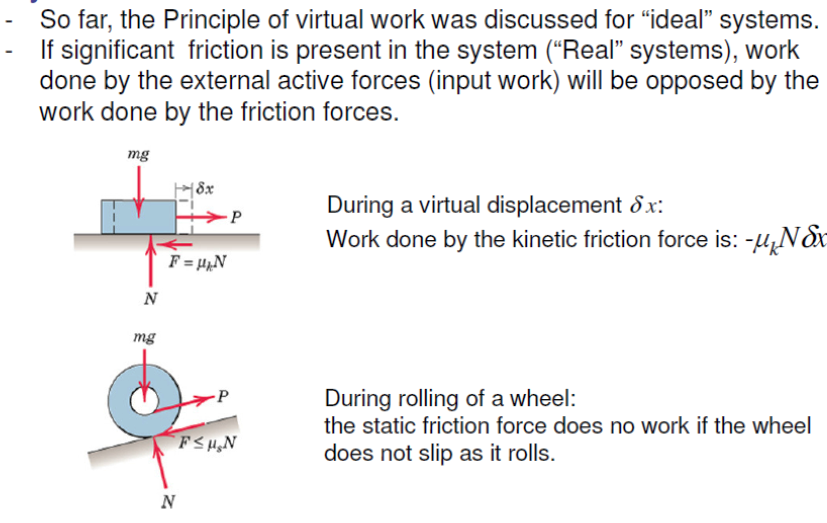 - So far, the Principle of virtual work was discussed for “ideal” systems.
- If significant friction is present in the system (“Real” systems), work
done by the external active forces (input work) will be opposed by the
work done by the friction forces.
mg
δx
P
F = μₖN
N
During a virtual displacement δx:
Work done by the kinetic friction force is: -μₖNδx
mg
P
F ≤ μₛN
N
During rolling of a wheel:
the static friction force does no work if the wheel
does not slip as it rolls.